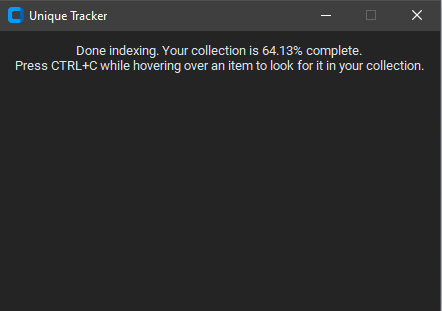 Unique Tracker
Done indexing. Your collection is 64.13% complete.
Press CTRL+C while hovering over an item to look for it in your collection.